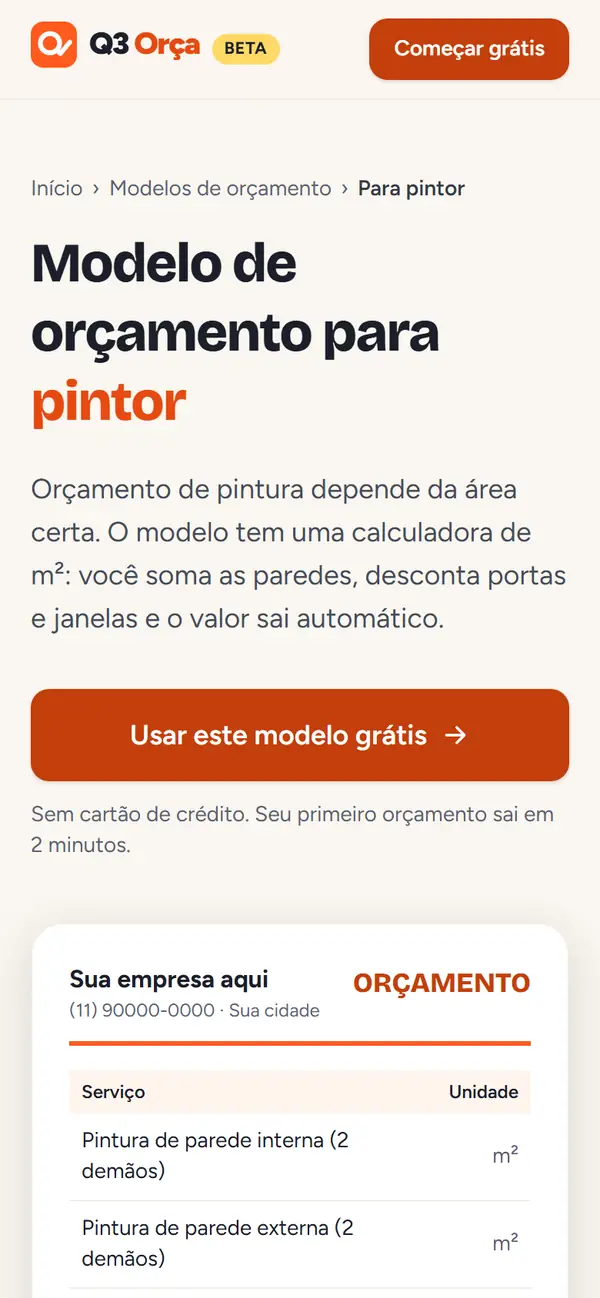 Q3 Orça BETA
Começar grátis
Início › Modelos de orçamento › Para pintor
Modelo de
orçamento para
pintor
Orçamento de pintura depende da área
certa. O modelo tem uma calculadora de
m²: você soma as paredes, desconta portas
e janelas e o valor sai automático.
Usar este modelo grátis →
Sem cartão de crédito. Seu primeiro orçamento sai em
2 minutos.
Sua empresa aqui
ORÇAMENTO
(11) 90000-0000 · Sua cidade
Serviço Unidade
Pintura de parede interna (2
demãos)
m²
Pintura de parede externa (2
demãos)
m²